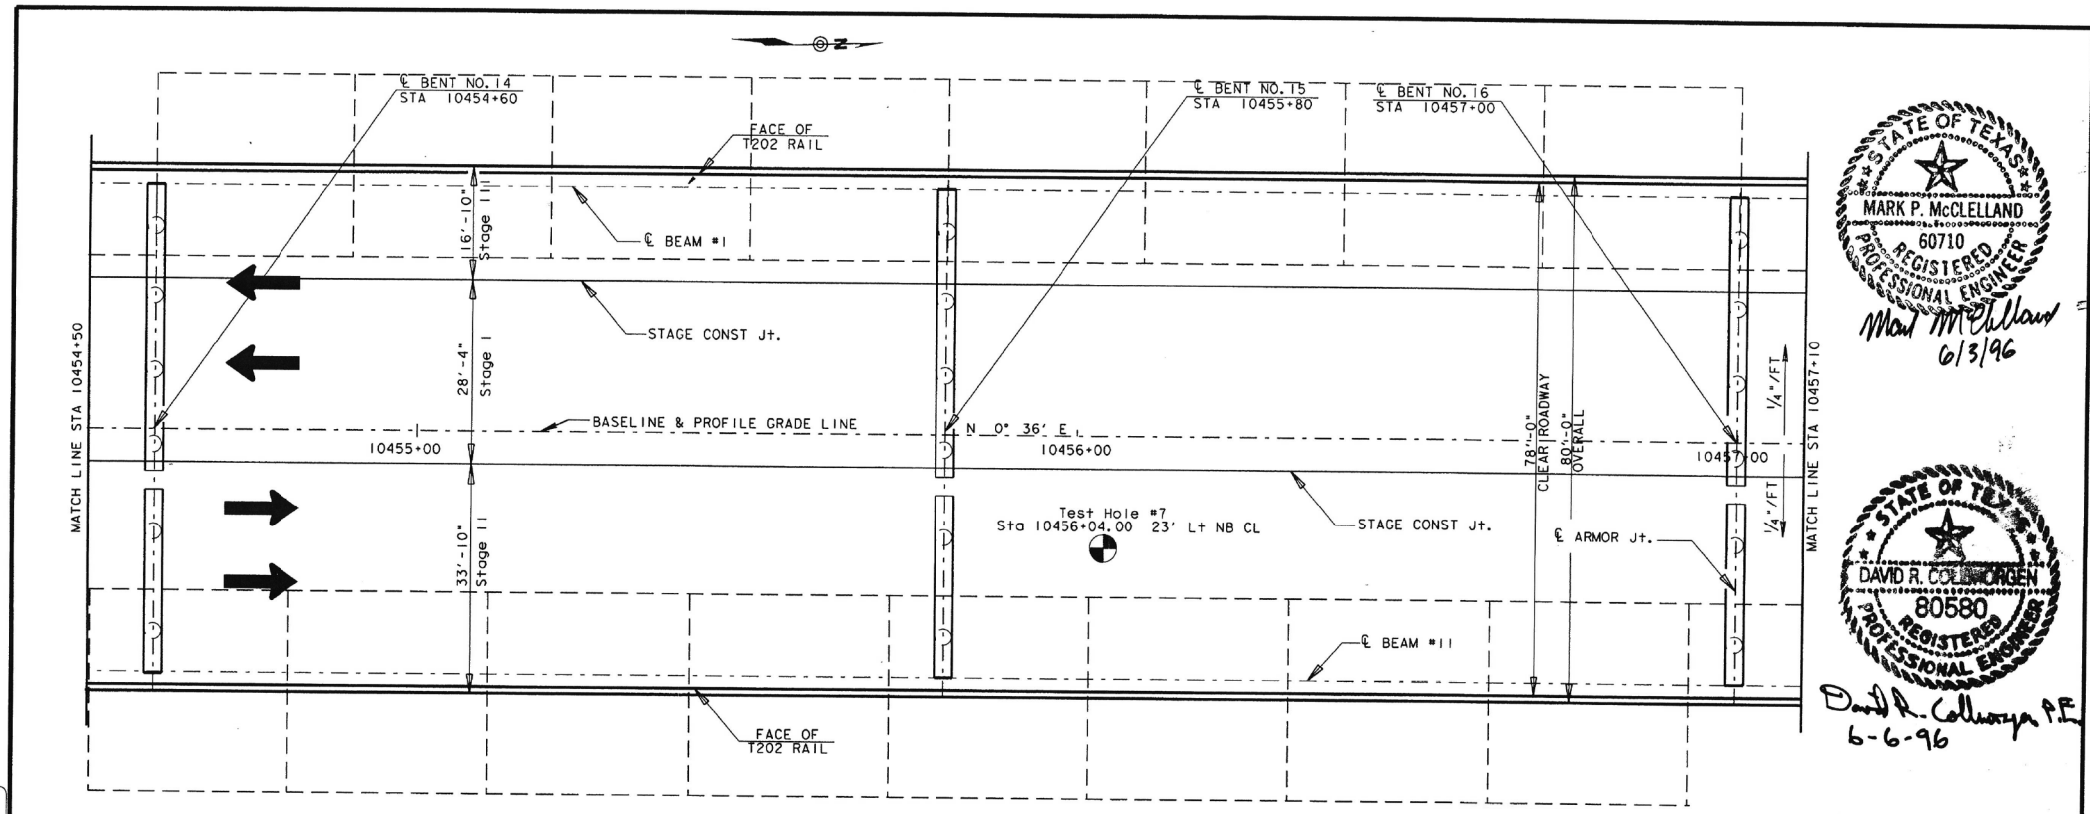 N
℄ BENT NO. 14
STA 10454+60
℄ BENT NO. 15
STA 10455+80
℄ BENT NO. 16
STA 10457+00
FACE OF
T202 RAIL
16'-10"
Stage III
℄ BEAM #1
STAGE CONST Jt.
28'-4"
Stage I
MATCH LINE STA 10454+50
BASELINE & PROFILE GRADE LINE
N 0° 36' E
10455+00
10456+00
10457+00
78'-0"
CLEAR ROADWAY
80'-0"
OVERALL
1/4"/FT
1/4"/FT
MATCH LINE STA 10457+10
33'-10"
Stage II
Test Hole #7
Sta 10456+04.00 23' Lt NB CL
STAGE CONST Jt.
℄ ARMOR Jt.
℄ BEAM #11
FACE OF
T202 RAIL
STATE OF TEXAS
MARK P. McCLELLAND
60710
REGISTERED
PROFESSIONAL ENGINEER
Mark McClelland
6/3/96
STATE OF TEXAS
DAVID R. COLLMORGEN
80580
REGISTERED
PROFESSIONAL ENGINEER
David R. Collmorgen P.E.
6-6-96